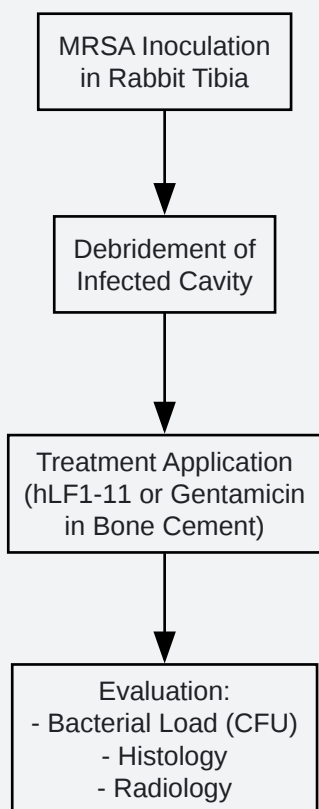 MRSA Inoculation
in Rabbit Tibia
Debridement of
Infected Cavity
Treatment Application
(hLF1-11 or Gentamicin
in Bone Cement)
Evaluation:
- Bacterial Load (CFU)
- Histology
- Radiology